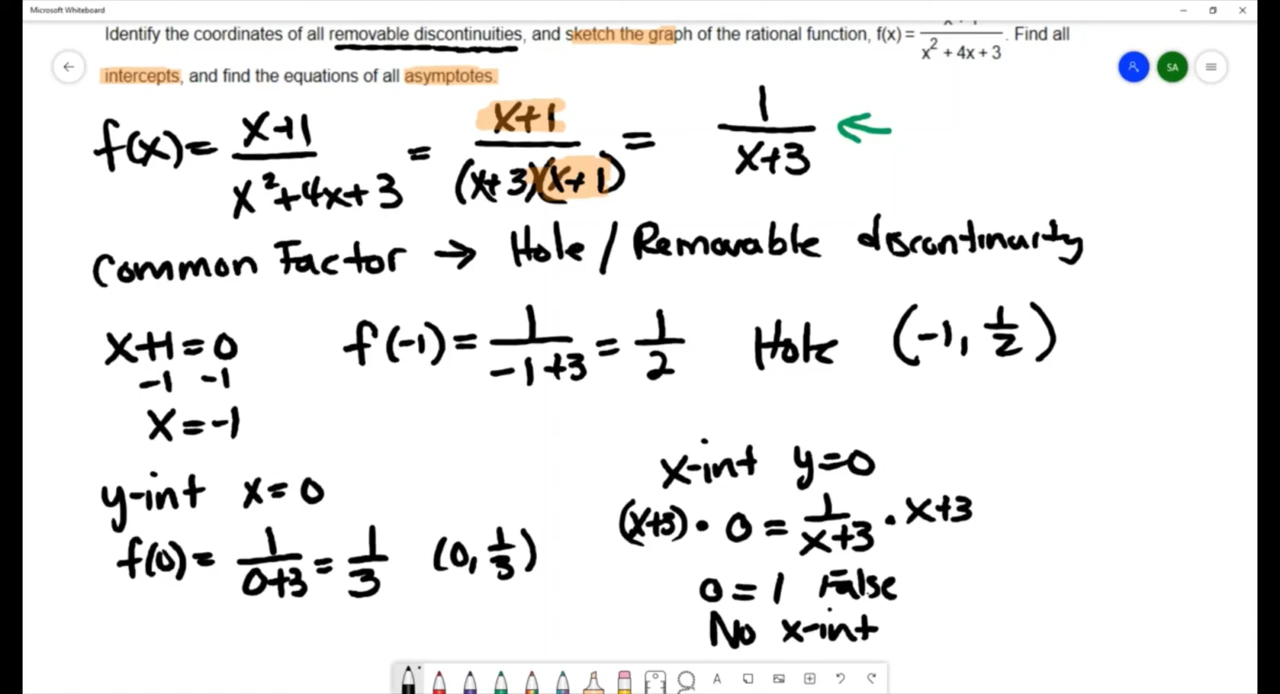 Microsoft Whiteboard
Identify the coordinates of all removable discontinuities, and sketch the graph of the rational function, f(x) = / x² + 4x + 3 . Find all
intercepts, and find the equations of all asymptotes.
SA
f(x) = x+1 / x²+4x+3 = x+1 / (x+3)(x+1) = 1 / x+3 ←
Common Factor → Hole / Removable discontinuity
x+1=0 f(-1) = 1 / -1+3 = 1/2 Hole (-1, 1/2)
-1 -1
x=-1
x-int y=0
y-int x=0
(x+3) · 0 = 1 / x+3 · x+3
f(0) = 1 / 0+3 = 1/3 (0, 1/3)
0 = 1 False
No x-int
A